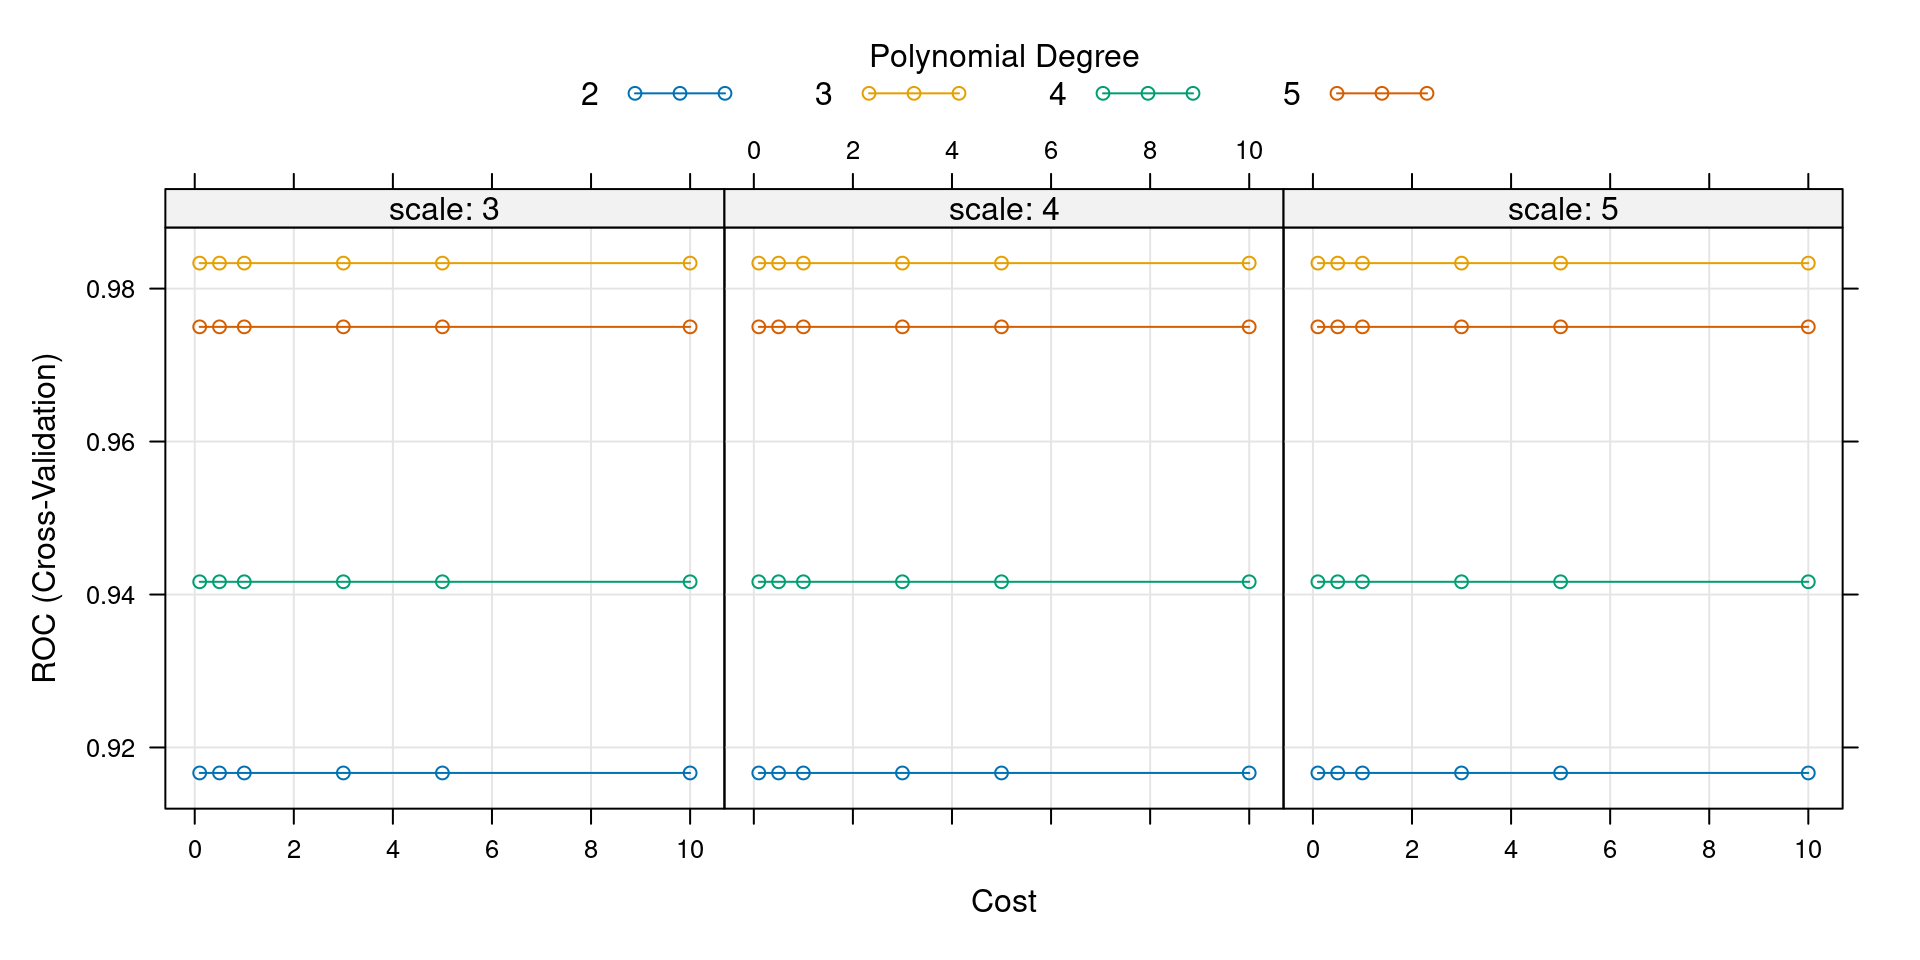 Polynomial Degree
2 3 4 5
0 2 4 6 8 10
scale: 3 scale: 4 scale: 5
0.98
0.96
0.94
0.92
ROC (Cross-Validation)
0 2 4 6 8 10 0 2 4 6 8 10
Cost